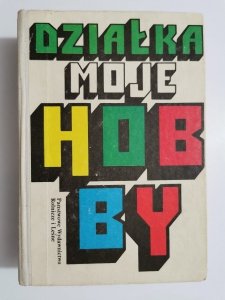 DZIAŁKA
MOJE
HOB
BY
Państwowe Wydawnictwo
Rolnicze i Leśne